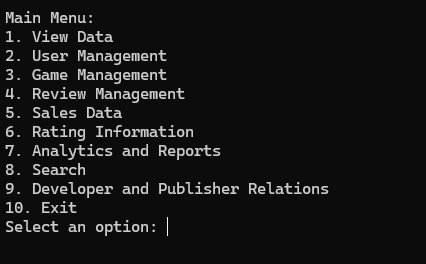 Main Menu:
1. View Data
2. User Management
3. Game Management
4. Review Management
5. Sales Data
6. Rating Information
7. Analytics and Reports
8. Search
9. Developer and Publisher Relations
10. Exit
Select an option: